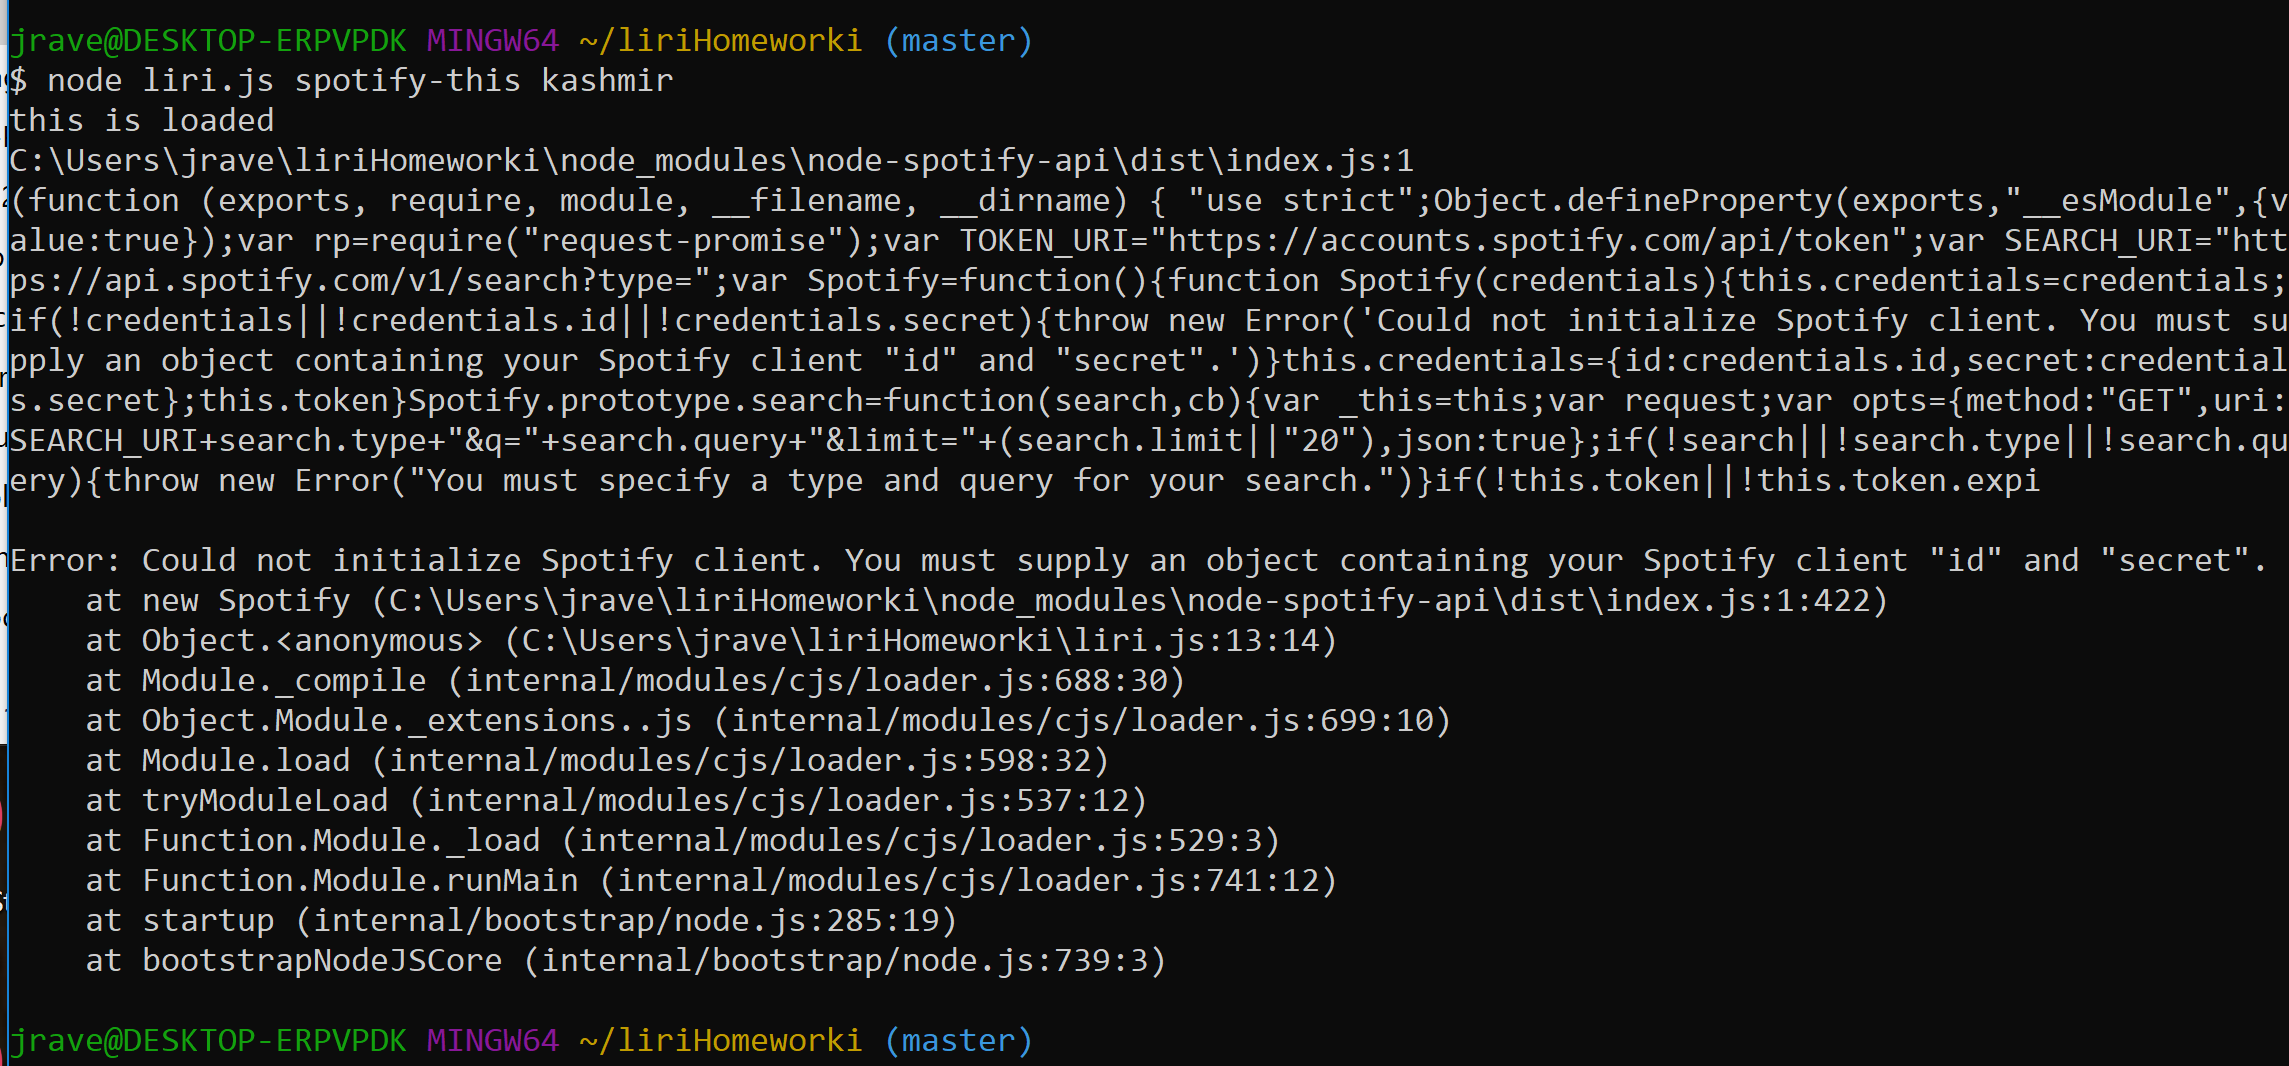 jrave@DESKTOP-ERPVPDK MINGW64 ~/liriHomeworki (master)
$ node liri.js spotify-this kashmir
this is loaded
C:\Users\jrave\liriHomeworki\node_modules\node-spotify-api\dist\index.js:1
(function (exports, require, module, __filename, __dirname) { "use strict";Object.defineProperty(exports,"__esModule",{v
alue:true});var rp=require("request-promise");var TOKEN_URI="https://accounts.spotify.com/api/token";var SEARCH_URI="htt
ps://api.spotify.com/v1/search?type=";var Spotify=function(){function Spotify(credentials){this.credentials=credentials;
if(!credentials||!credentials.id||!credentials.secret){throw new Error('Could not initialize Spotify client. You must su
pply an object containing your Spotify client "id" and "secret".')}this.credentials={id:credentials.id,secret:credential
s.secret};this.token}Spotify.prototype.search=function(search,cb){var _this=this;var request;var opts={method:"GET",uri:
SEARCH_URI+search.type+"&q="+search.query+"&limit="+(search.limit||"20"),json:true};if(!search||!search.type||!search.qu
ery){throw new Error("You must specify a type and query for your search.")}if(!this.token||!this.token.expi
Error: Could not initialize Spotify client. You must supply an object containing your Spotify client "id" and "secret".
    at new Spotify (C:\Users\jrave\liriHomeworki\node_modules\node-spotify-api\dist\index.js:1:422)
    at Object.<anonymous> (C:\Users\jrave\liriHomeworki\liri.js:13:14)
    at Module._compile (internal/modules/cjs/loader.js:688:30)
    at Object.Module._extensions..js (internal/modules/cjs/loader.js:699:10)
    at Module.load (internal/modules/cjs/loader.js:598:32)
    at tryModuleLoad (internal/modules/cjs/loader.js:537:12)
    at Function.Module._load (internal/modules/cjs/loader.js:529:3)
    at Function.Module.runMain (internal/modules/cjs/loader.js:741:12)
    at startup (internal/bootstrap/node.js:285:19)
    at bootstrapNodeJSCore (internal/bootstrap/node.js:739:3)
jrave@DESKTOP-ERPVPDK MINGW64 ~/liriHomeworki (master)